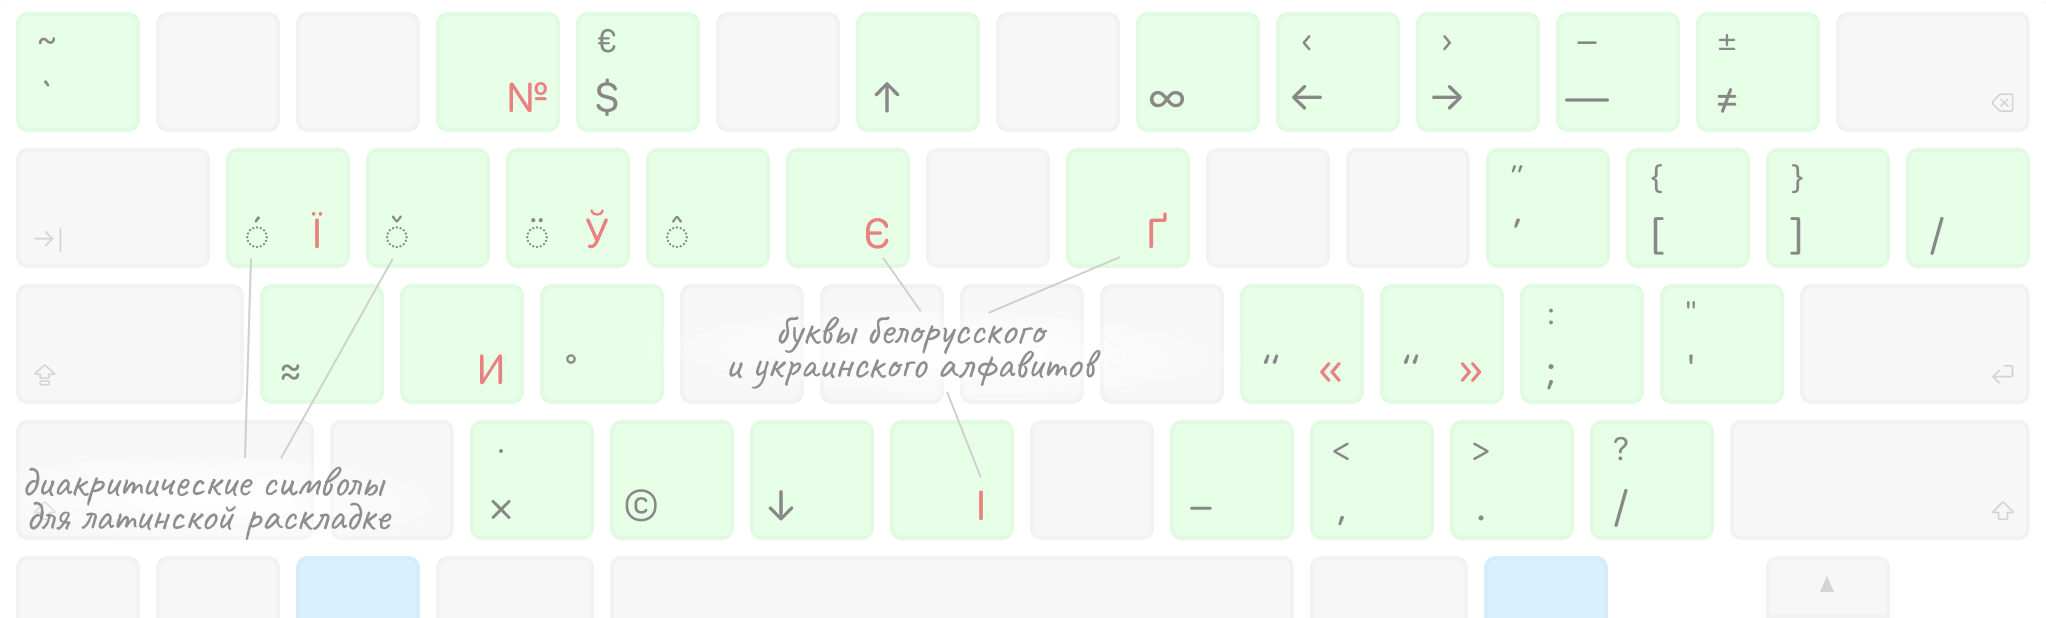 ~ € ‹ › – ±
` № $ ↑ ∞ ← → — ≠
″ { }
◌́ Ї ◌̌ ◌̈ Ў ◌̂ Є Ґ ′ [ ] /
: "
≈ И ° “ « “ » ; '
буквы белорусского
и украинского алфавитов
· < > ?
× © ↓ І – , . /
диакритические символы
для латинской раскладке